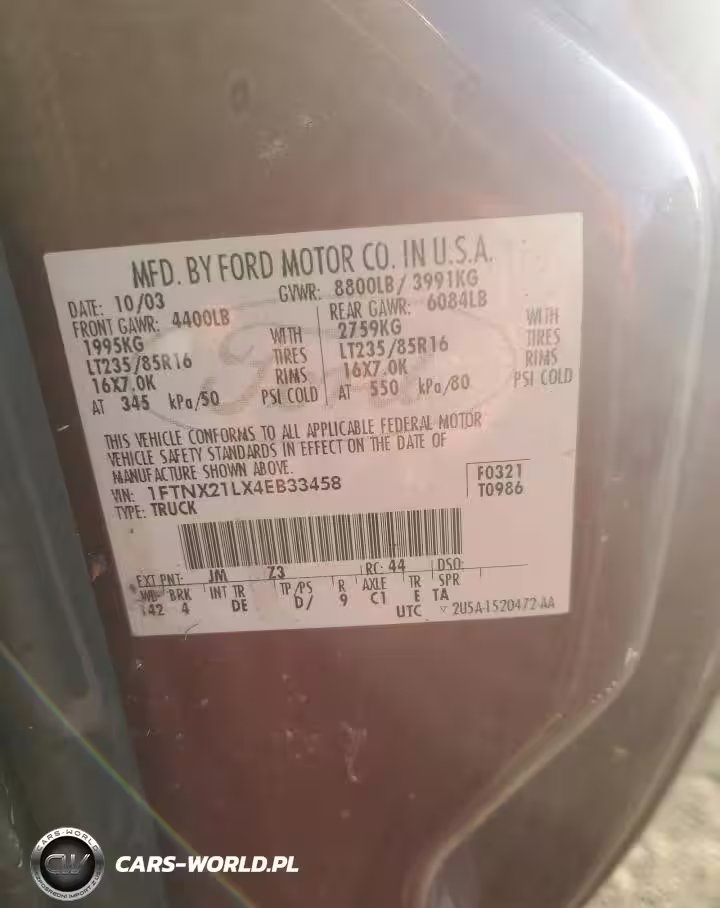 MFD. BY FORD MOTOR CO. IN U.S.A.
DATE: 10/03 GVWR: 8800LB / 3991KG
FRONT GAWR: 4400LB REAR GAWR: 6084LB
1995KG WITH 2759KG WITH
LT235/85R16 TIRES LT235/85R16 TIRES
16X7.0K RIMS 16X7.0K RIMS
AT 345 kPa/50 PSI COLD AT 550 kPa/80 PSI COLD
THIS VEHICLE CONFORMS TO ALL APPLICABLE FEDERAL MOTOR
VEHICLE SAFETY STANDARDS IN EFFECT ON THE DATE OF
MANUFACTURE SHOWN ABOVE.
VIN: 1FTNX21LX4EB33458 F0321
TYPE: TRUCK T0986
EXT PNT: JM Z3 RC: 44 DSO:
WB BRK INT TR TP/PS R AXLE TR SPR
142 4 DE D/ 9 C1 E TA
UTC ▽ 2U5A-1520472-AA
Ford
CARS-WORLD
CW
CARS-WORLD.PL